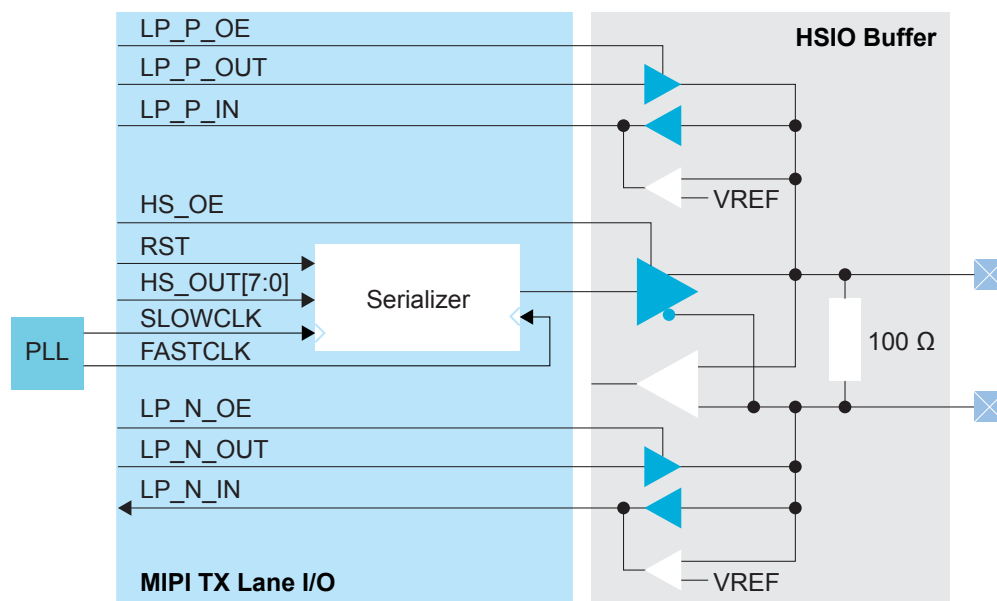 LP_P_OE
HSIO Buffer
LP_P_OUT
LP_P_IN
VREF
HS_OE
RST
HS_OUT[7:0]
Serializer
SLOWCLK
PLL
FASTCLK
100 Ω
LP_N_OE
LP_N_OUT
LP_N_IN
MIPI TX Lane I/O
VREF